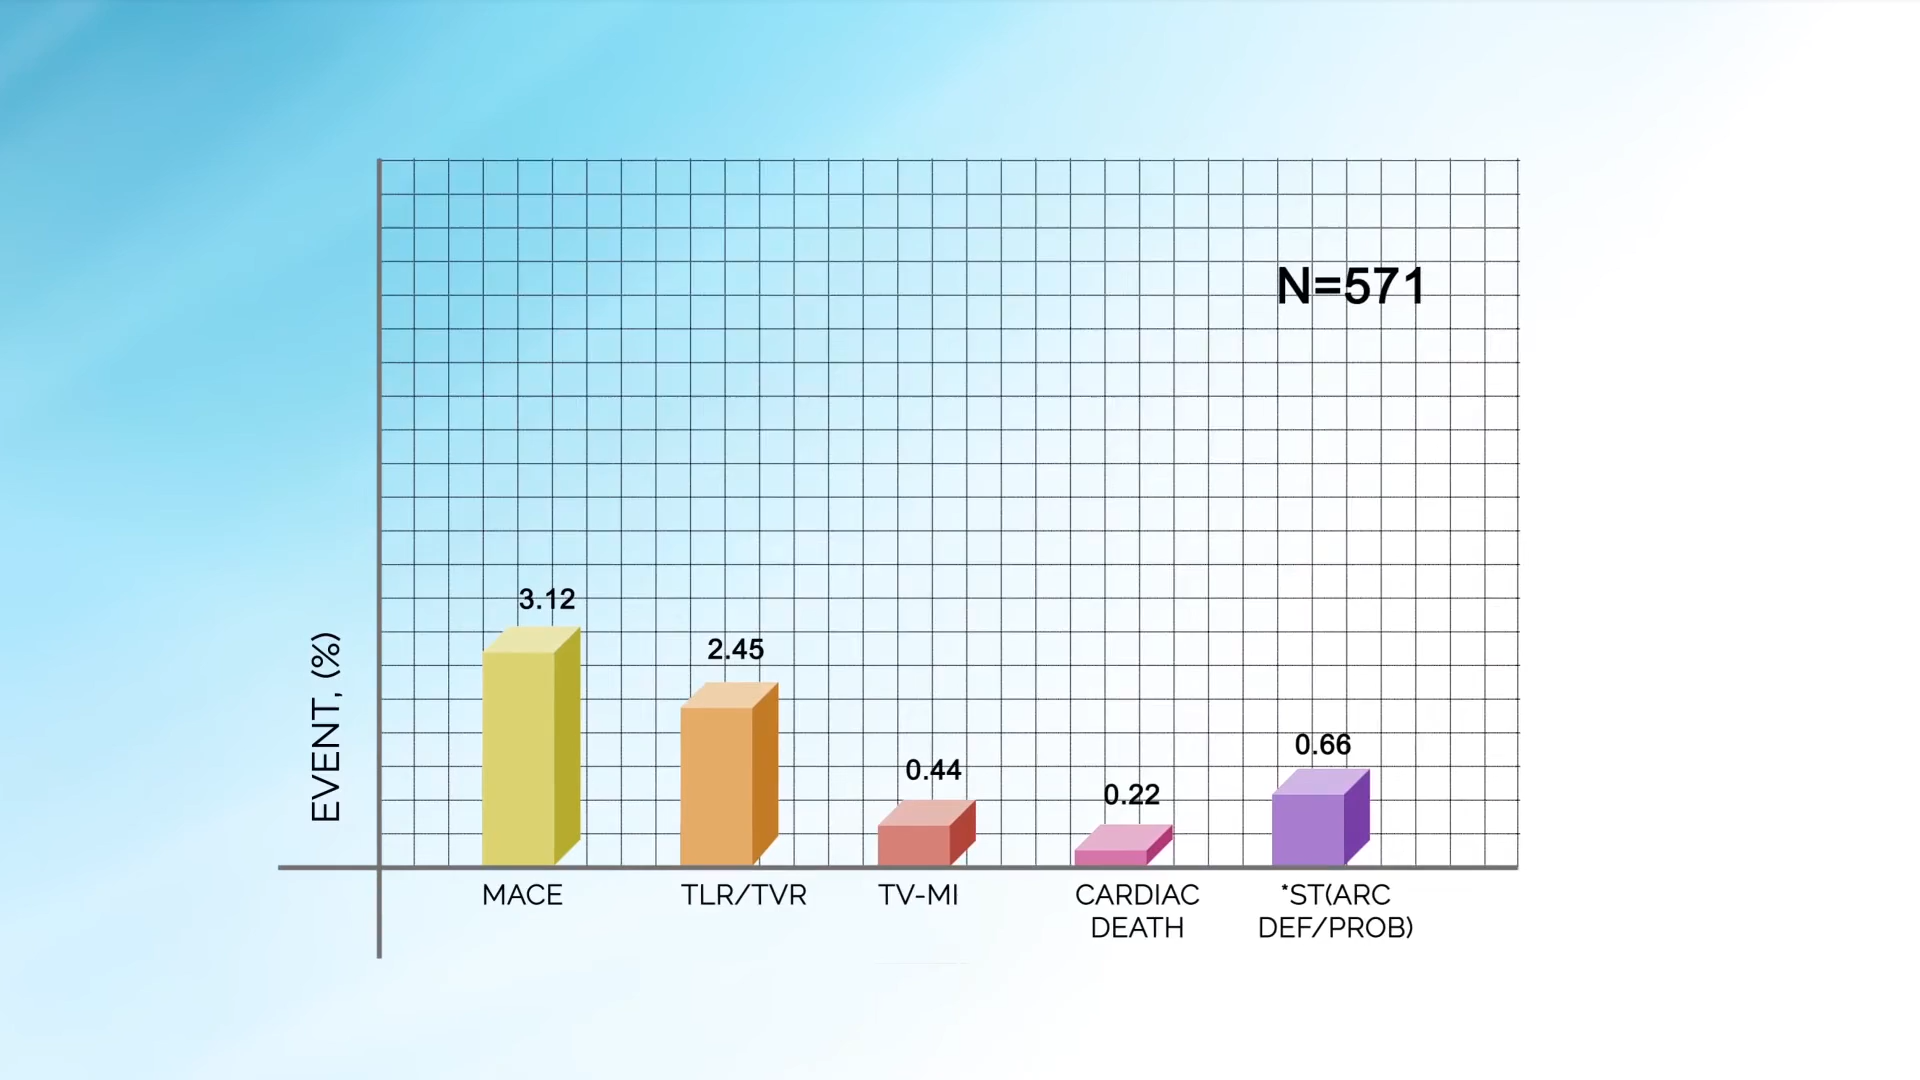 N=571
3.12
2.45
0.44
0.22
0.66
EVENT, (%)
MACE
TLR/TVR
TV-MI
CARDIAC
DEATH
*ST(ARC
DEF/PROB)